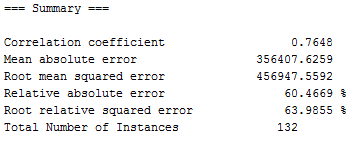 === Summary ===

Correlation coefficient 0.7648
Mean absolute error 356407.6259
Root mean squared error 456947.5592
Relative absolute error 60.4669 %
Root relative squared error 63.9855 %
Total Number of Instances 132